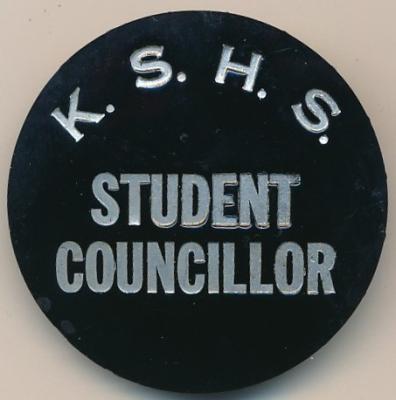 K. S. H. S.
STUDENT
COUNCILLOR